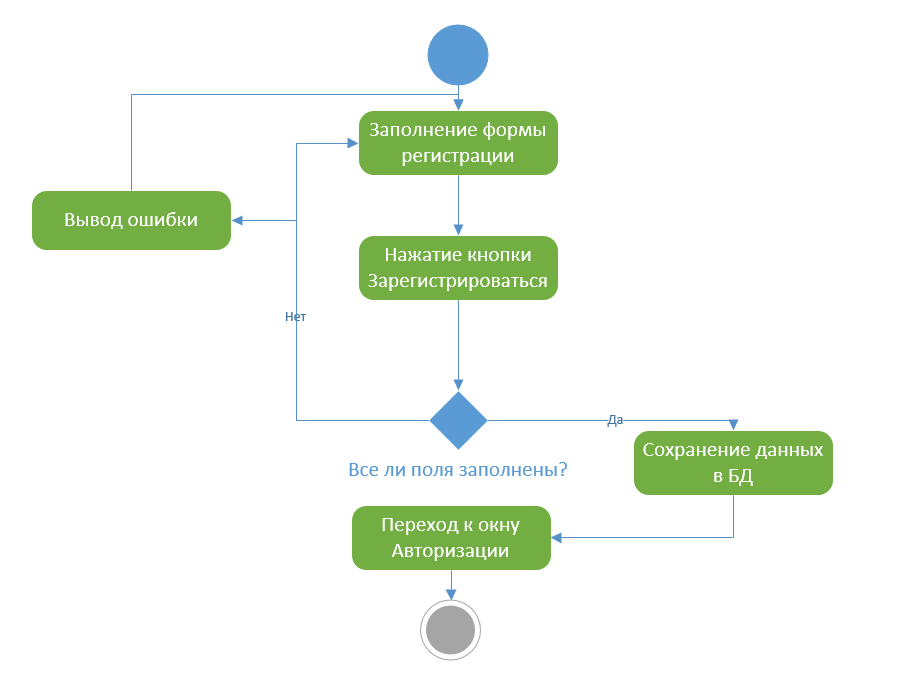 Заполнение формы
регистрации
Вывод ошибки
Нажатие кнопки
Зарегистрироваться
Нет
Да
Все ли поля заполнены?
Сохранение данных
в БД
Переход к окну
Авторизации